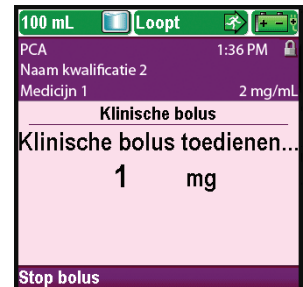 100 mL Loopt
PCA 1:36 PM
Naam kwalificatie 2
Medicijn 1 2 mg/mL
Klinische bolus
Klinische bolus toedienen...
1 mg
Stop bolus